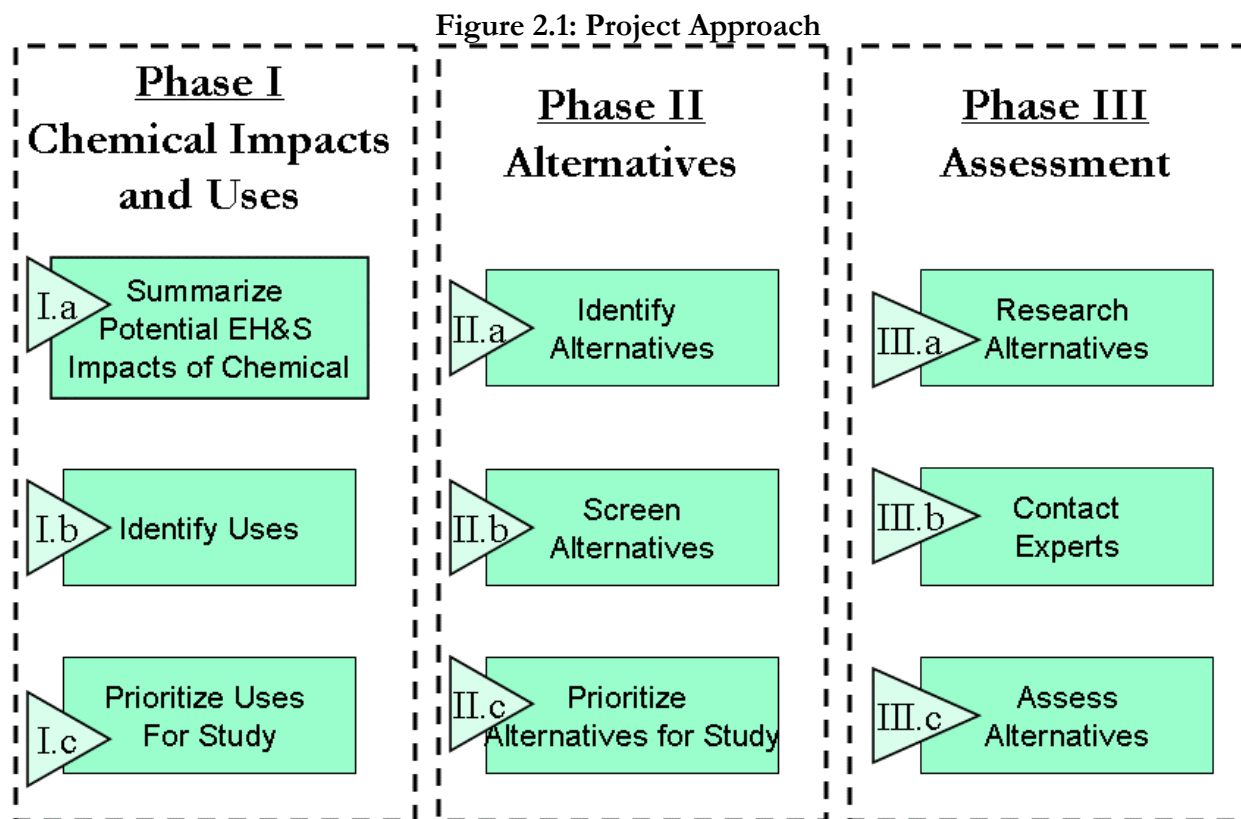 Figure 2.1: Project Approach
Phase I
Chemical Impacts
and Uses
I.a
Summarize
Potential EH&S
Impacts of Chemical
I.b
Identify Uses
I.c
Prioritize Uses
For Study
Phase II
Alternatives
II.a
Identify
Alternatives
II.b
Screen
Alternatives
II.c
Prioritize
Alternatives for Study
Phase III
Assessment
III.a
Research
Alternatives
III.b
Contact
Experts
III.c
Assess
Alternatives